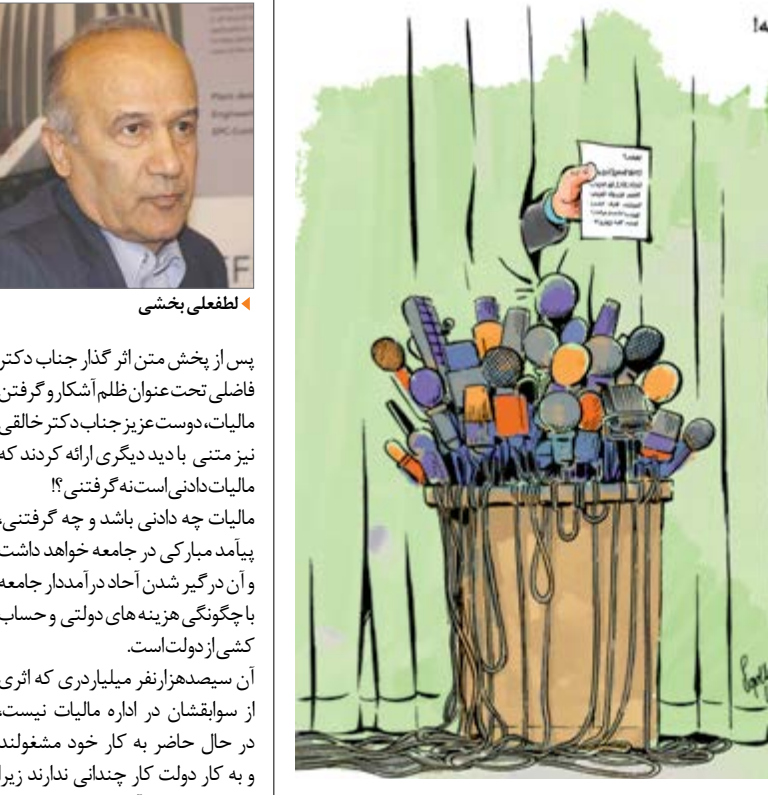 لطفعلی بخشی
پس از پخش متن اثر گذار جناب دکتر
فاضلی تحت عنوان ظلم آشکار و گرفتن
مالیات، دوست عزیز جناب دکتر خالقی
نیز متنی با دید دیگری ارائه کردند که
مالیات دادنی است نه گرفتنی؟!
مالیات چه دادنی باشد و چه گرفتنی،
پیآمد مبارکی در جامعه خواهد داشت
و آن درگیر شدن آحاد درآمددار جامعه
با چگونگی هزینه های دولتی و حساب
کشی از دولت است.
آن سیصدهزار نفر میلیاردری که اثری
از سوابقشان در اداره مالیات نیست،
در حال حاضر به کار خود مشغولند
و به کار دولت کار چندانی ندارند زیرا